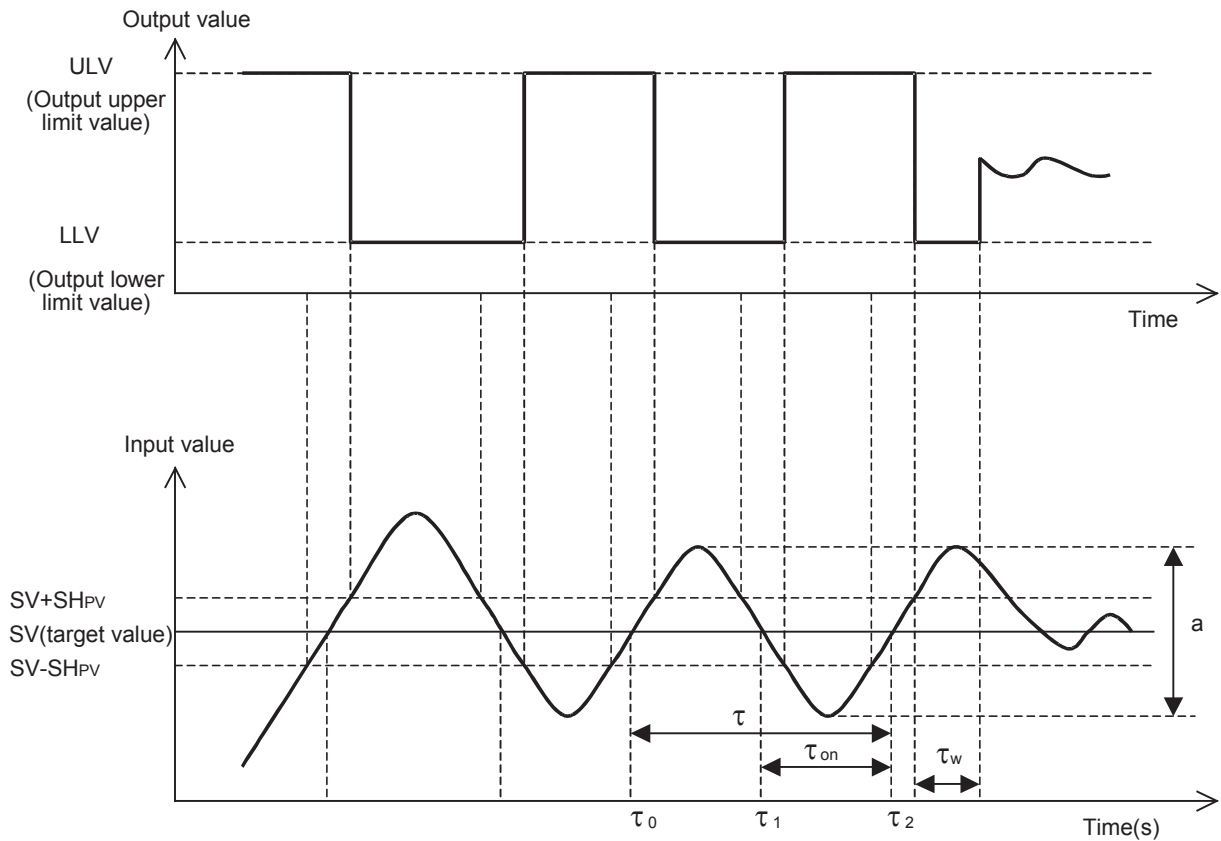 Output value
ULV
(Output upper
limit value)
LLV
(Output lower
limit value)
Time
Input value
SV+SHPV
SV(target value)
SV-SHPV
a
τ
τon
τw
τ0
τ1
τ2
Time(s)